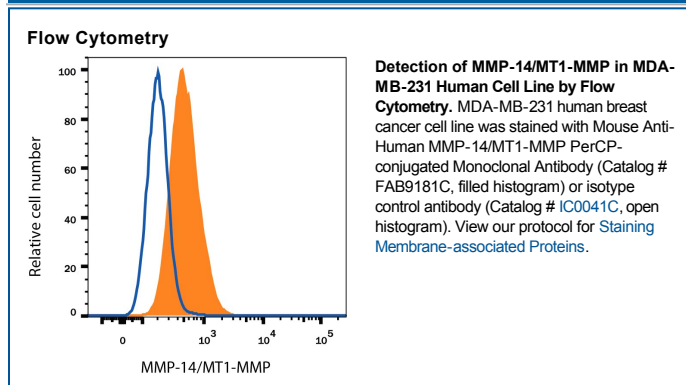 Flow Cytometry
Relative cell number
100
80
60
40
20
0
0 10³ 10⁴ 10⁵
MMP-14/MT1-MMP
Detection of MMP-14/MT1-MMP in MDA-
MB-231 Human Cell Line by Flow
Cytometry. MDA-MB-231 human breast
cancer cell line was stained with Mouse Anti-
Human MMP-14/MT1-MMP PerCP-
conjugated Monoclonal Antibody (Catalog #
FAB9181C, filled histogram) or isotype
control antibody (Catalog # IC0041C, open
histogram). View our protocol for Staining
Membrane-associated Proteins.